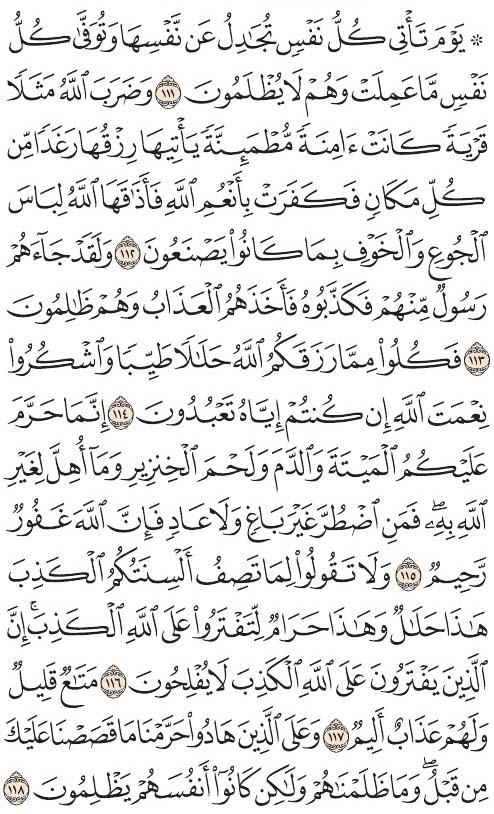 ۞ يَوْمَ تَأْتِى كُلُّ نَفْسٍ تُجَٰدِلُ عَن نَّفْسِهَا وَتُوَفَّىٰ كُلُّ
نَفْسٍ مَّا عَمِلَتْ وَهُمْ لَا يُظْلَمُونَ ١١١ وَضَرَبَ ٱللَّهُ مَثَلًا
قَرْيَةً كَانَتْ ءَامِنَةً مُّطْمَئِنَّةً يَأْتِيهَا رِزْقُهَا رَغَدًا مِّن
كُلِّ مَكَانٍ فَكَفَرَتْ بِأَنْعُمِ ٱللَّهِ فَأَذَٰقَهَا ٱللَّهُ لِبَاسَ
ٱلْجُوعِ وَٱلْخَوْفِ بِمَا كَانُوا۟ يَصْنَعُونَ ١١٢ وَلَقَدْ جَآءَهُمْ
رَسُولٌ مِّنْهُمْ فَكَذَّبُوهُ فَأَخَذَهُمُ ٱلْعَذَابُ وَهُمْ ظَٰلِمُونَ
١١٣ فَكُلُوا۟ مِمَّا رَزَقَكُمُ ٱللَّهُ حَلَٰلًا طَيِّبًا وَٱشْكُرُوا۟
نِعْمَتَ ٱللَّهِ إِن كُنتُمْ إِيَّاهُ تَعْبُدُونَ ١١٤ إِنَّمَا حَرَّمَ
عَلَيْكُمُ ٱلْمَيْتَةَ وَٱلدَّمَ وَلَحْمَ ٱلْخِنزِيرِ وَمَآ أُهِلَّ لِغَيْرِ
ٱللَّهِ بِهِۦۖ فَمَنِ ٱضْطُرَّ غَيْرَ بَاغٍ وَلَا عَادٍ فَإِنَّ ٱللَّهَ غَفُورٌ
رَّحِيمٌ ١١٥ وَلَا تَقُولُوا۟ لِمَا تَصِفُ أَلْسِنَتُكُمُ ٱلْكَذِبَ
هَٰذَا حَلَٰلٌ وَهَٰذَا حَرَامٌ لِّتَفْتَرُوا۟ عَلَى ٱللَّهِ ٱلْكَذِبَۚ إِنَّ
ٱلَّذِينَ يَفْتَرُونَ عَلَى ٱللَّهِ ٱلْكَذِبَ لَا يُفْلِحُونَ ١١٦ مَتَٰعٌ قَلِيلٌ
وَلَهُمْ عَذَابٌ أَلِيمٌ ١١٧ وَعَلَى ٱلَّذِينَ هَادُوا۟ حَرَّمْنَا مَا قَصَصْنَا عَلَيْكَ
مِن قَبْلُۖ وَمَا ظَلَمْنَٰهُمْ وَلَٰكِن كَانُوٓا۟ أَنفُسَهُمْ يَظْلِمُونَ ١١٨